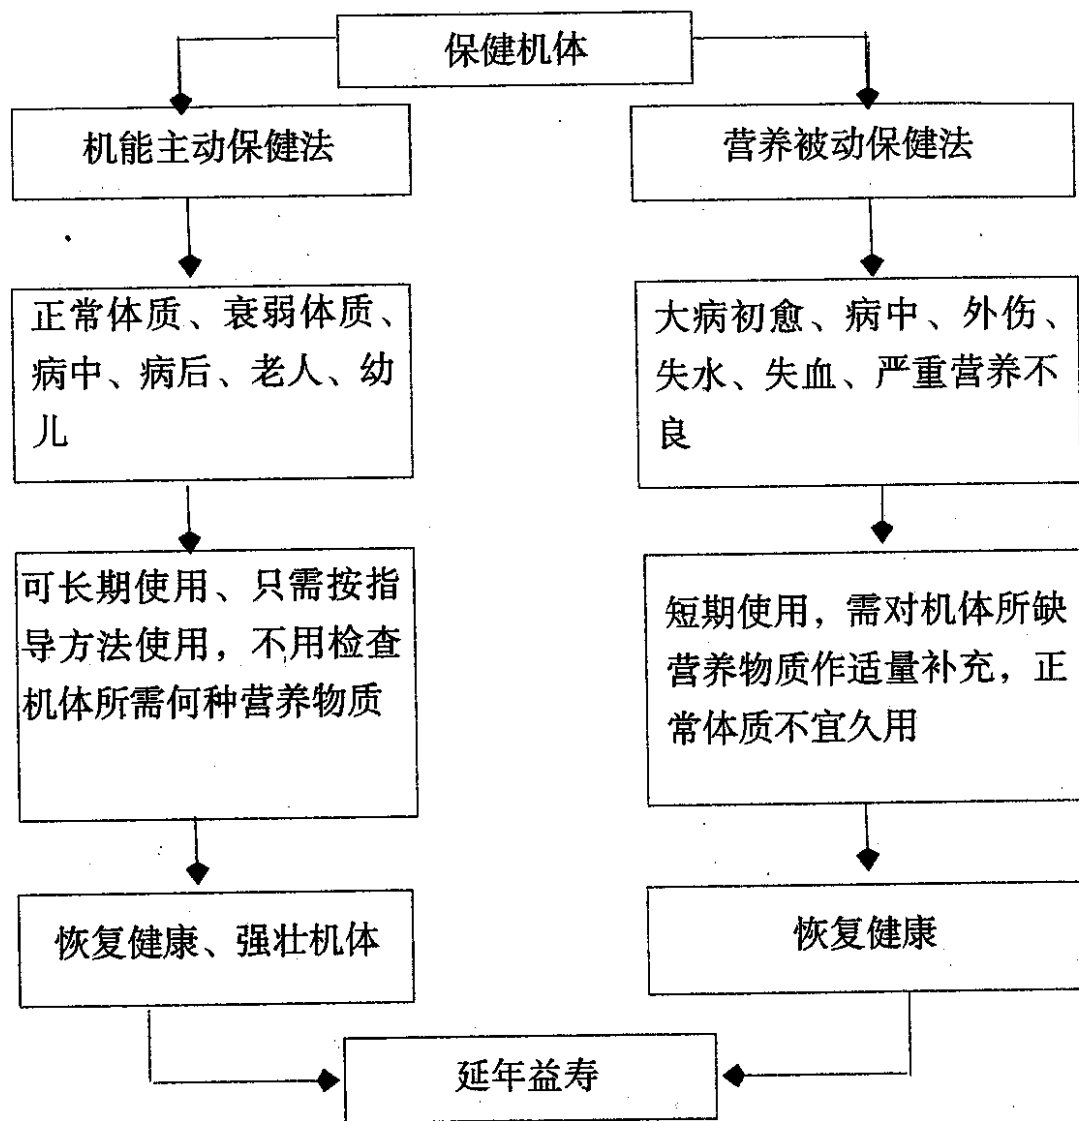 保健机体
机能主动保健法
营养被动保健法
正常体质、衰弱体质、
病中、病后、老人、幼
儿
大病初愈、病中、外伤、
失水、失血、严重营养不
良
可长期使用、只需按指
导方法使用，不用检查
机体所需何种营养物质
短期使用，需对机体所缺
营养物质作适量补充，正
常体质不宜久用
恢复健康、强壮机体
恢复健康
延年益寿